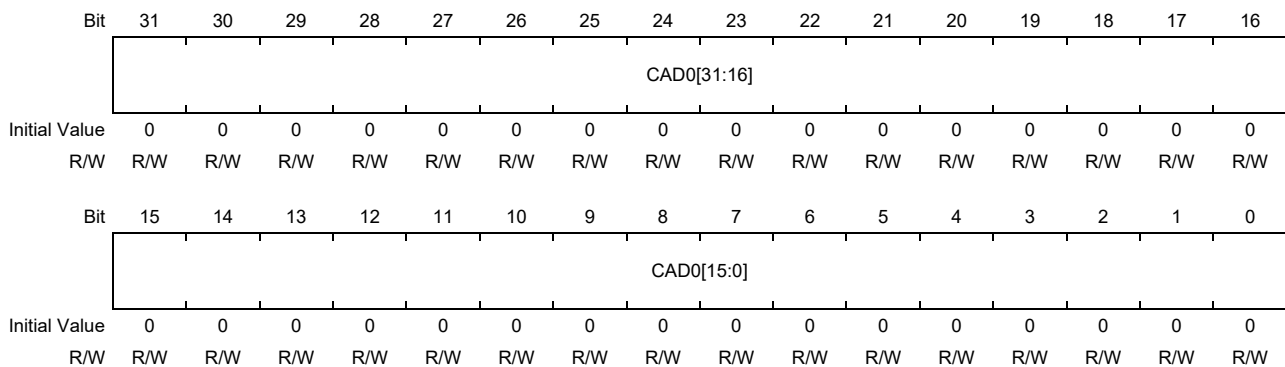 Bit 31 30 29 28 27 26 25 24 23 22 21 20 19 18 17 16
CAD0[31:16]
Initial Value 0 0 0 0 0 0 0 0 0 0 0 0 0 0 0 0
R/W R/W R/W R/W R/W R/W R/W R/W R/W R/W R/W R/W R/W R/W R/W R/W R/W
Bit 15 14 13 12 11 10 9 8 7 6 5 4 3 2 1 0
CAD0[15:0]
Initial Value 0 0 0 0 0 0 0 0 0 0 0 0 0 0 0 0
R/W R/W R/W R/W R/W R/W R/W R/W R/W R/W R/W R/W R/W R/W R/W R/W R/W